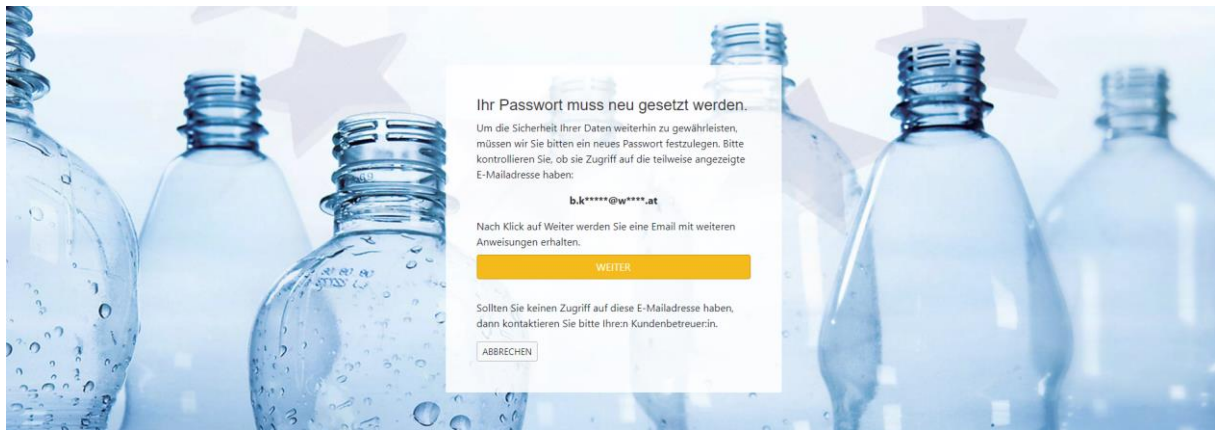 Ihr Passwort muss neu gesetzt werden.
Um die Sicherheit Ihrer Daten weiterhin zu gewährleisten,
müssen wir Sie bitten ein neues Passwort festzulegen. Bitte
kontrollieren Sie, ob sie Zugriff auf die teilweise angezeigte
E-Mailadresse haben:
b.k*****@w****.at
Nach Klick auf Weiter werden Sie eine Email mit weiteren
Anweisungen erhalten.
WEITER
Sollten Sie keinen Zugriff auf diese E-Mailadresse haben,
dann kontaktieren Sie bitte Ihre:n Kundenbetreuer:in.
ABBRECHEN